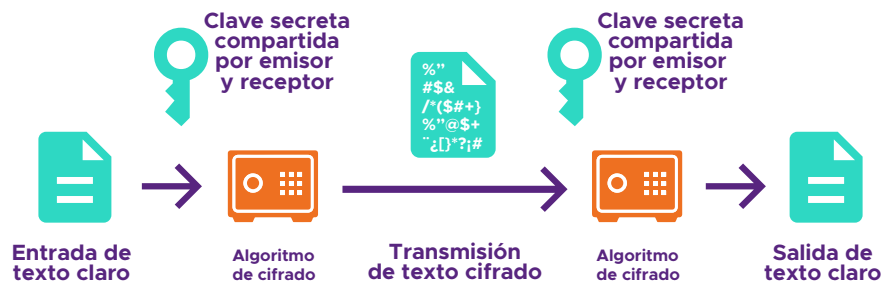 Clave secreta
compartida
por emisor
y receptor
Clave secreta
compartida
por emisor
y receptor
%”
#$&
/*($#+}
%”@$+
¨¿[}*?¡#
Entrada de
texto claro
Algoritmo
de cifrado
Transmisión
de texto cifrado
Algoritmo
de cifrado
Salida de
texto claro